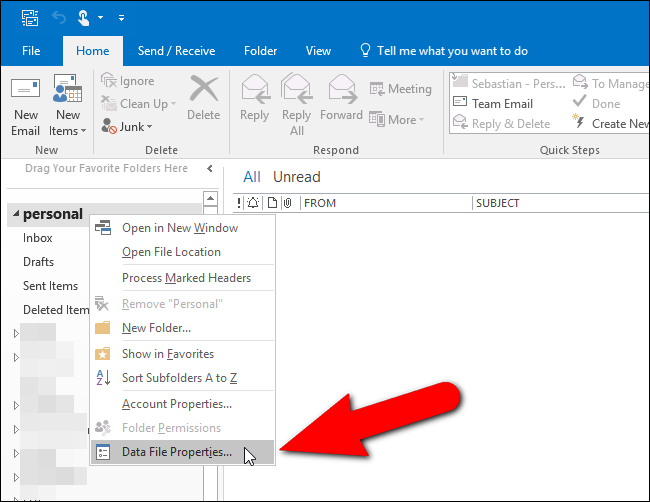 File Home Send / Receive Folder View Tell me what you want to do
New Email
New Items
Ignore
Clean Up
Junk
Delete
Reply
Reply All
Forward
Meeting
More
Sebastian - Pers...
Team Email
Reply & Delete
To Manage
Done
Create New
New Delete Respond Quick Steps
Drag Your Favorite Folders Here
All Unread
! FROM SUBJECT
personal
Inbox
Drafts
Sent Items
Deleted Item
Open in New Window
Open File Location
Process Marked Headers
Remove "Personal"
New Folder...
Show in Favorites
Sort Subfolders A to Z
Account Properties...
Folder Permissions
Data File Properties...